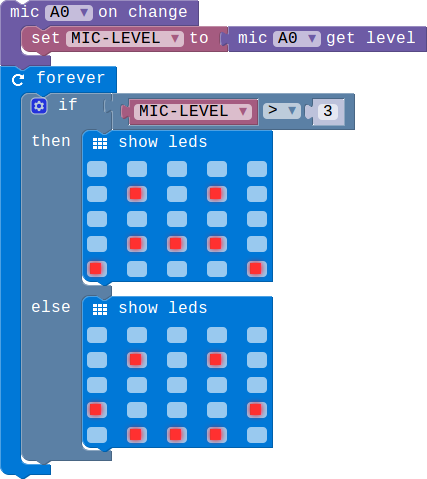 mic A0 on change
set MIC-LEVEL to mic A0 get level
forever
if MIC-LEVEL > 3
then show leds
else show leds